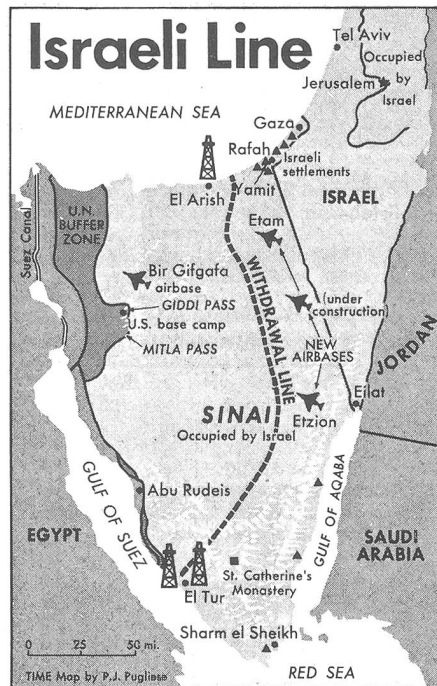 Israeli Line
Tel Aviv
Occupied
by
Israel
Jerusalem
MEDITERRANEAN SEA
Gaza
Rafah
Israeli
settlements
Yamit
El Arish
ISRAEL
Suez Canal
U.N.
BUFFER
ZONE
Etam
Bir Gifgafa
airbase
GIDDI PASS
U.S. base camp
MITLA PASS
WITHDRAWAL LINE
(under
construction)
NEW
AIRBASES
JORDAN
Eilat
Etzion
SINAI
Occupied by Israel
GULF OF SUEZ
Abu Rudeis
GULF OF AQABA
EGYPT
SAUDI
ARABIA
St. Catherine's
Monastery
El Tur
0 25 50 mi.
Sharm el Sheikh
TIME Map by P.J. Pugliese
RED SEA